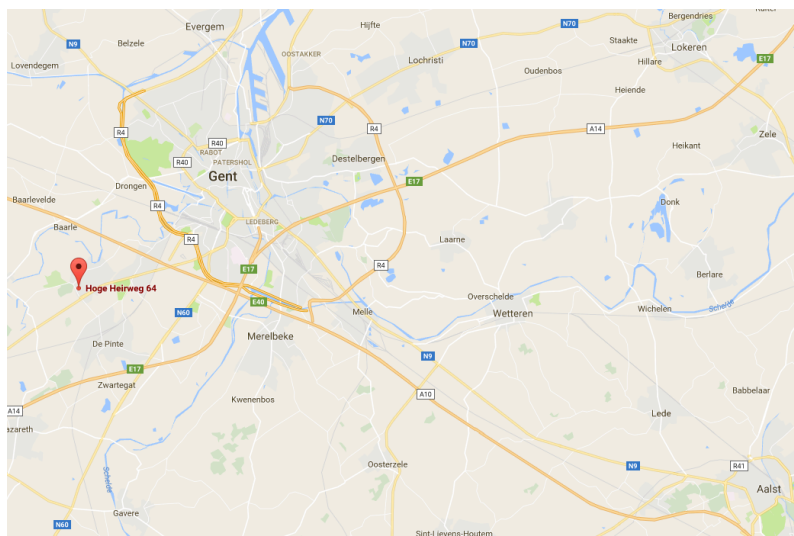 Evergem
Hijfte
N70
Bergendries
N9
Belzele
Staakte
Lokeren
OOSTAKKER
Lochristi
Hillare
E17
Lovendegem
Oudenbos
Heiende
N70
R4
R4
A14
Zele
R40
RABOT
PATERSHOL
Heikant
R40
Destelbergen
Gent
E17
Drongen
Baarlevelde
R4
Donk
LEDEBERG
Baarle
R4
Laarne
E17
R4
Berlare
Hoge Heirweg 64
Overschelde
E40
N60
Melle
Wetteren
Wichelen
Schelde
De Pinte
Merelbeke
N9
E17
Zwartegat
Babbelaar
A10
Kwenenbos
A14
Lede
Oosterzele
N9
R41
Schelde
Aalst
Gavere
N60
Sint-Lievens-Houtem